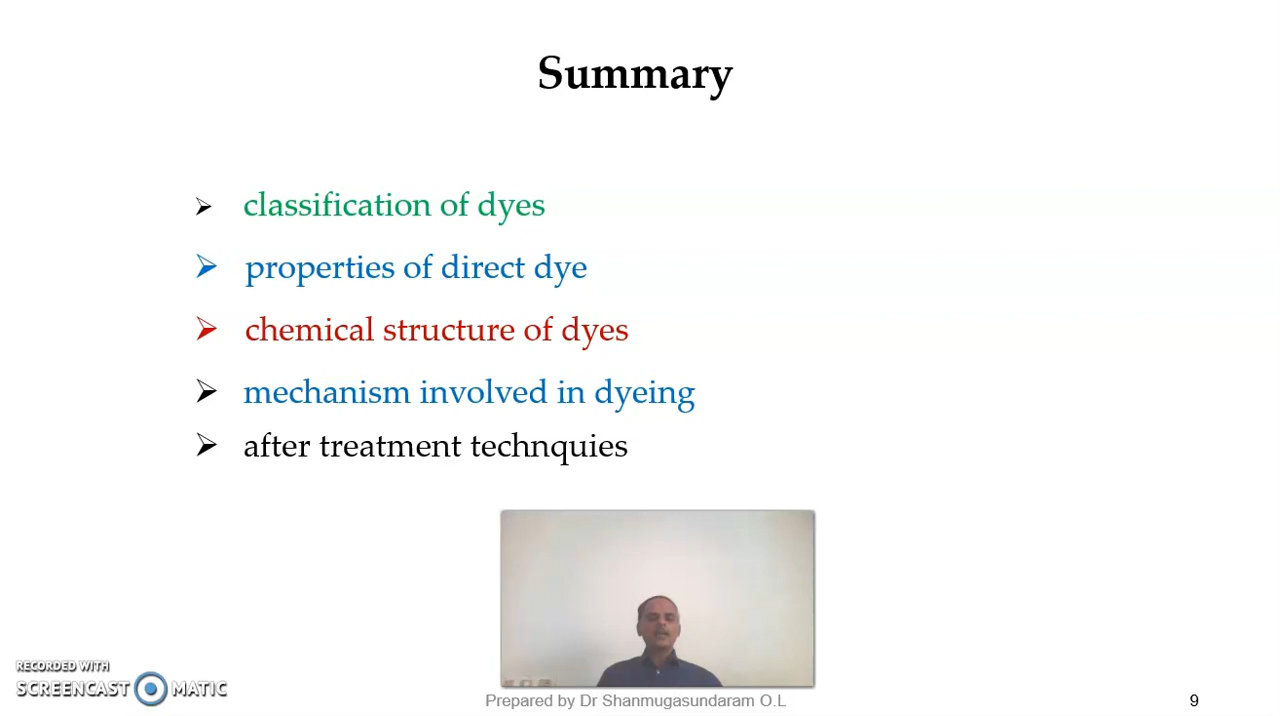 Summary
classification of dyes
properties of direct dye
chemical structure of dyes
mechanism involved in dyeing
after treatment technquies
RECORDED WITH
SCREENCAST MATIC
Prepared by Dr Shanmugasundaram O.L
9